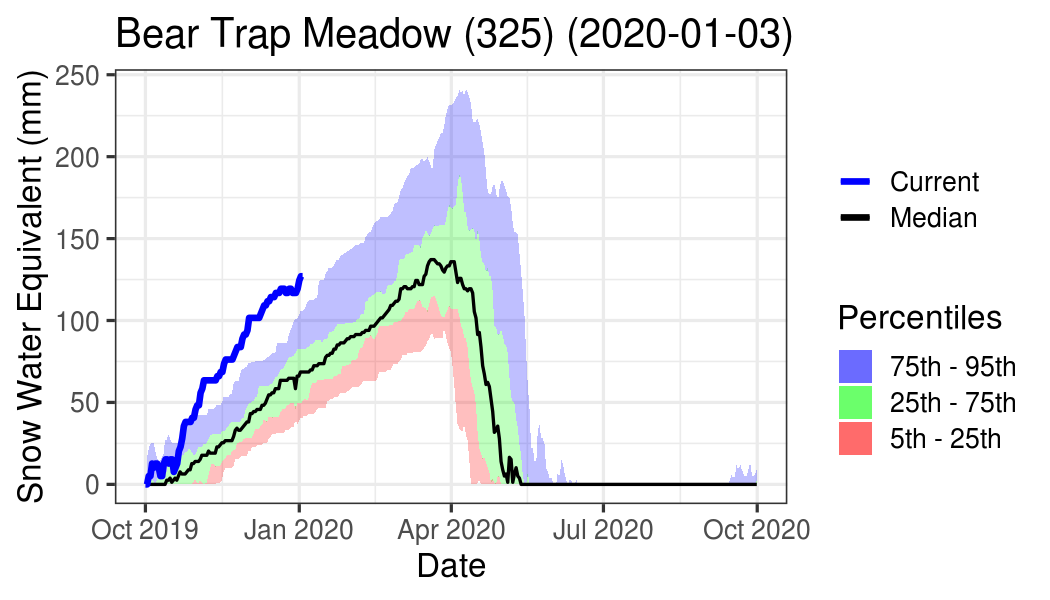 Bear Trap Meadow (325) (2020-01-03)
Snow Water Equivalent (mm)
250
200
150
100
50
0
Oct 2019
Jan 2020
Apr 2020
Jul 2020
Oct 2020
Date
Current
Median
Percentiles
75th - 95th
25th - 75th
5th - 25th